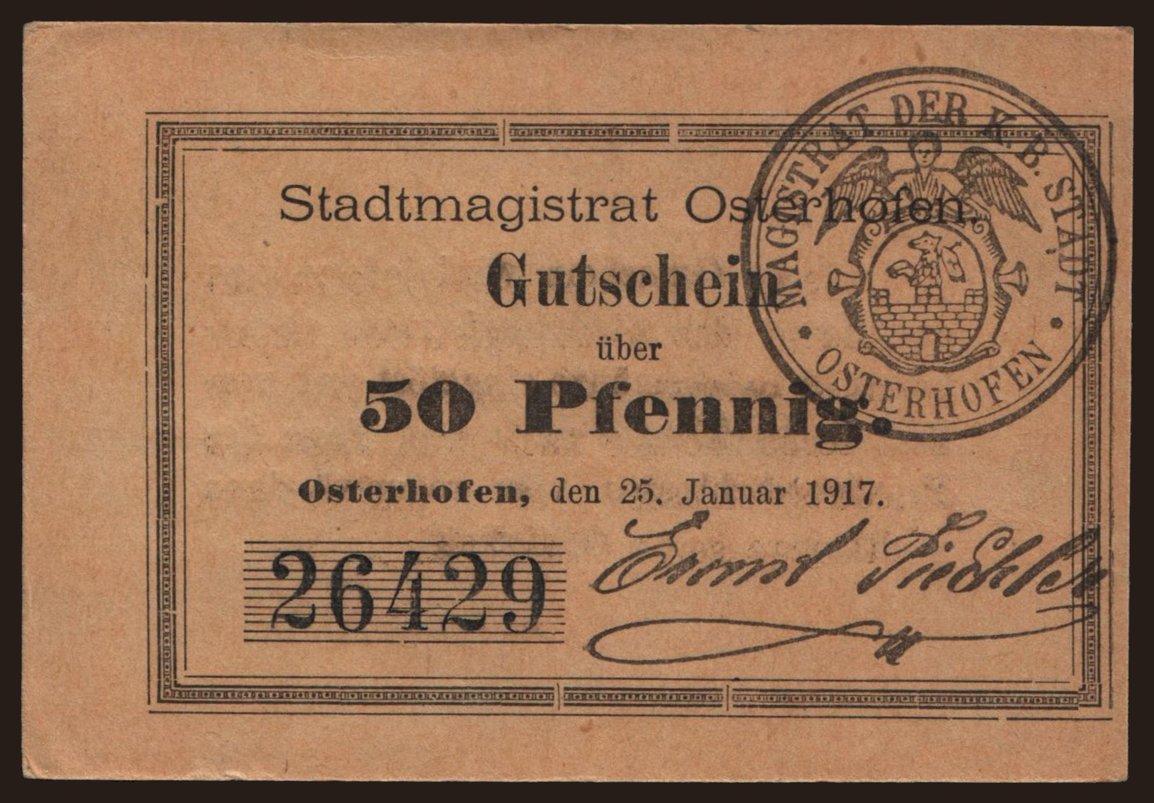 Stadtmagistrat Osterhofen.
Gutschein
über
50 Pfennig.
Osterhofen, den 25. Januar 1917.
26429
MAGISTRAT DER K. B. STADT
OSTERHOFEN